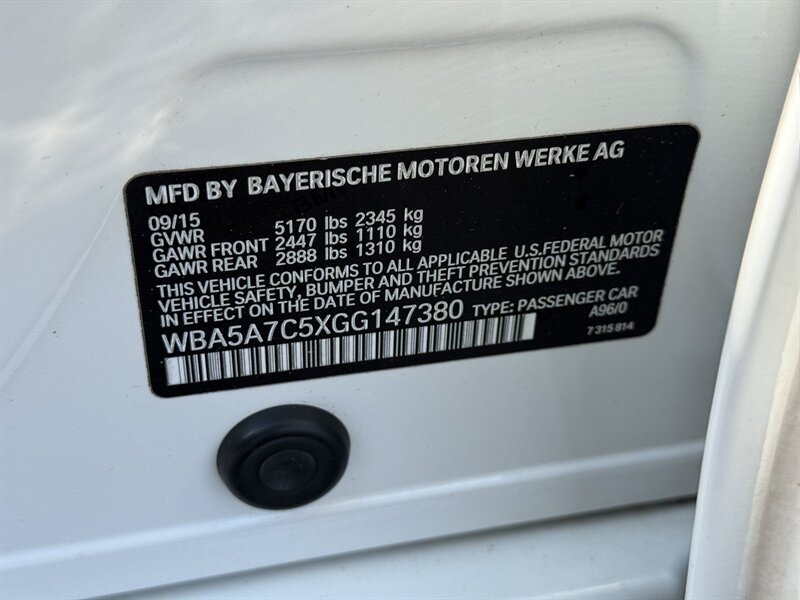 MFD BY BAYERISCHE MOTOREN WERKE AG
09/15
GVWR 5170 lbs 2345 kg
GAWR FRONT 2447 lbs 1110 kg
GAWR REAR 2888 lbs 1310 kg
THIS VEHICLE CONFORMS TO ALL APPLICABLE U.S.FEDERAL MOTOR
VEHICLE SAFETY, BUMPER AND THEFT PREVENTION STANDARDS
IN EFFECT ON THE DATE OF MANUFACTURE SHOWN ABOVE.
WBA5A7C5XGG147380 TYPE: PASSENGER CAR
A96/0
7 315 814